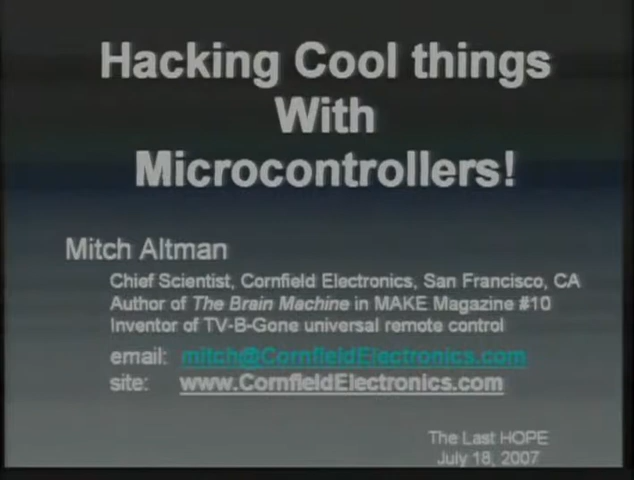 Hacking Cool things
With
Microcontrollers!
Mitch Altman
Chief Scientist, Cornfield Electronics, San Francisco, CA
Author of The Brain Machine in MAKE Magazine #10
Inventor of TV-B-Gone universal remote control
email: mitch@CornfieldElectronics.com
site: www.CornfieldElectronics.com
The Last HOPE
July 18, 2007